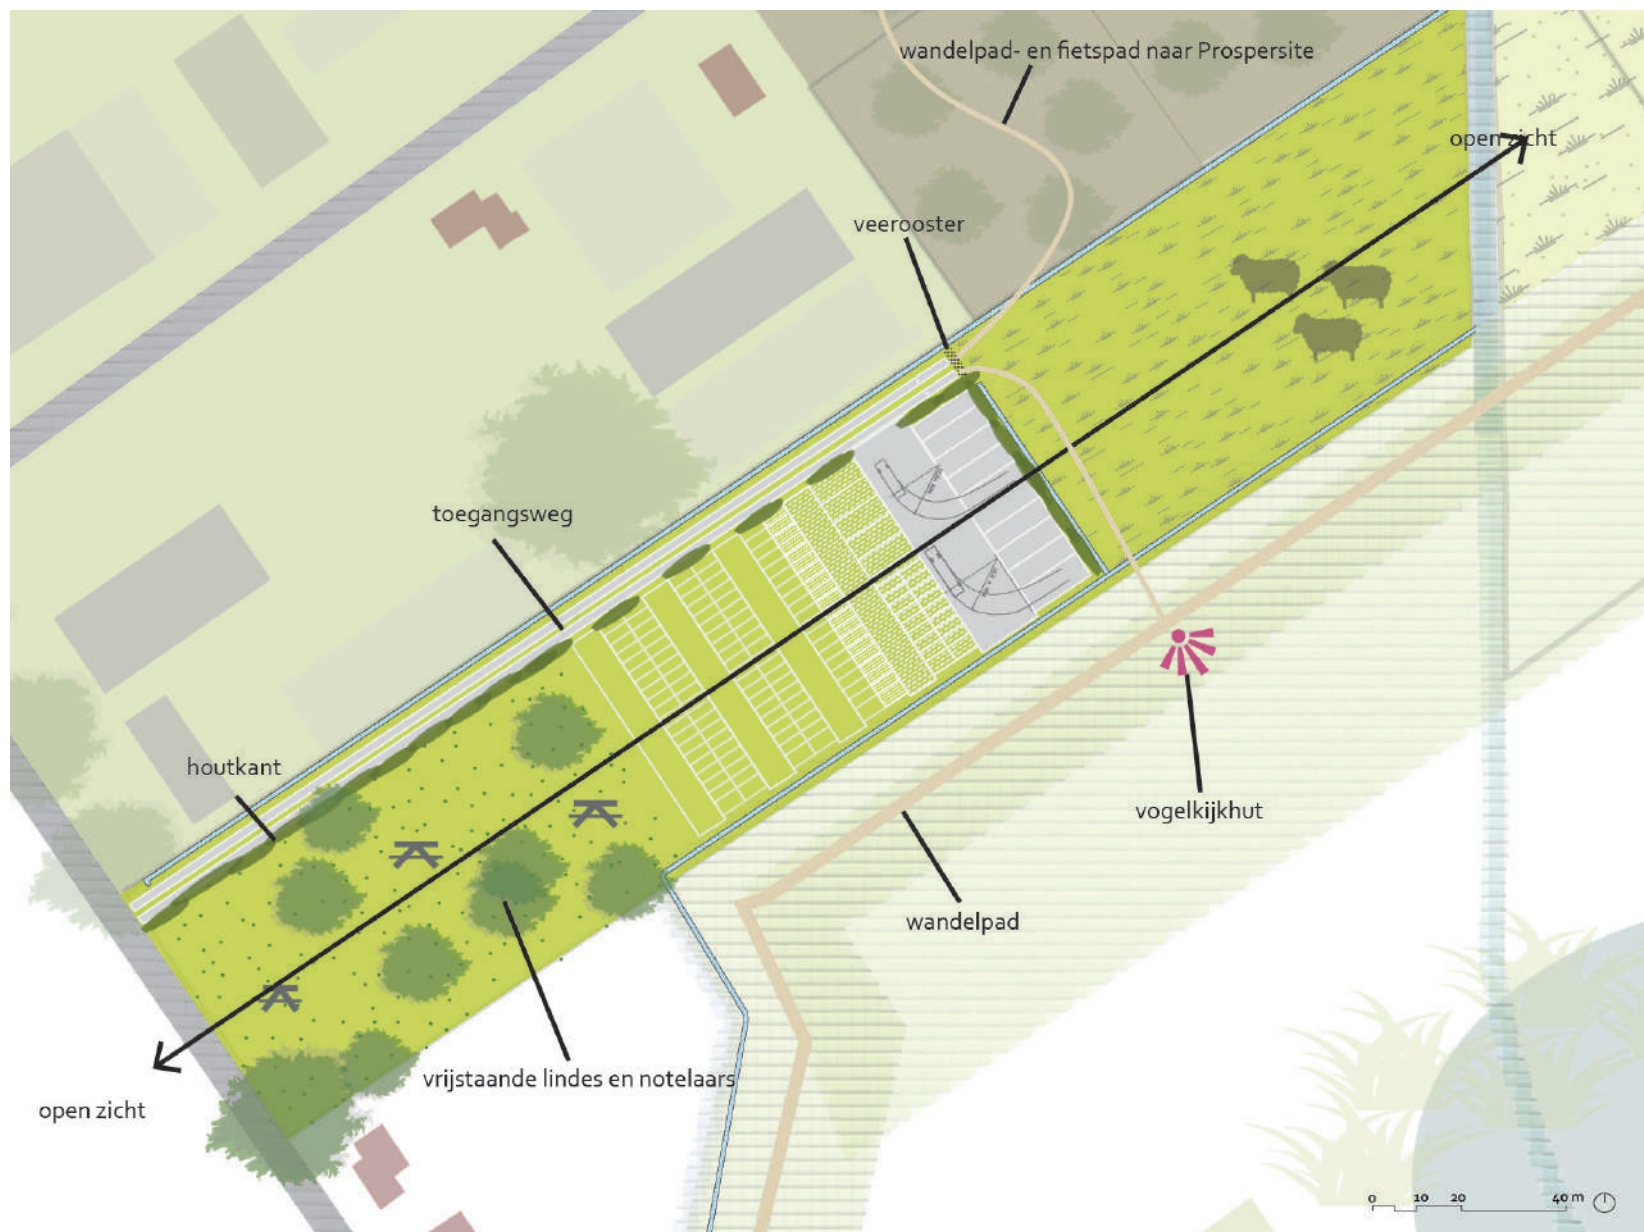 wandelpad- en fietspad naar Prospersite
open zicht
veerooster
toegangsweg
houtkant
vogelkijkhut
wandelpad
vrijstaande lindes en notelaars
open zicht
0 10 20 40 m